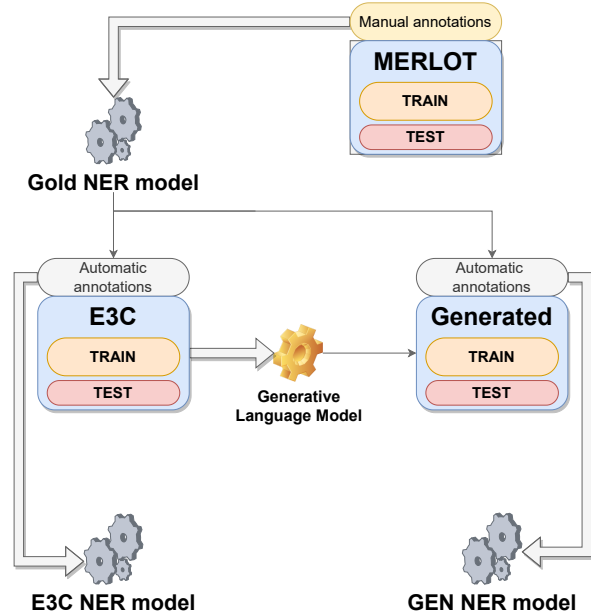 Manual annotations
MERLOT
TRAIN
TEST
Gold NER model
Automatic
annotations
E3C
TRAIN
TEST
Generative
Language Model
Automatic
annotations
Generated
TRAIN
TEST
E3C NER model
GEN NER model